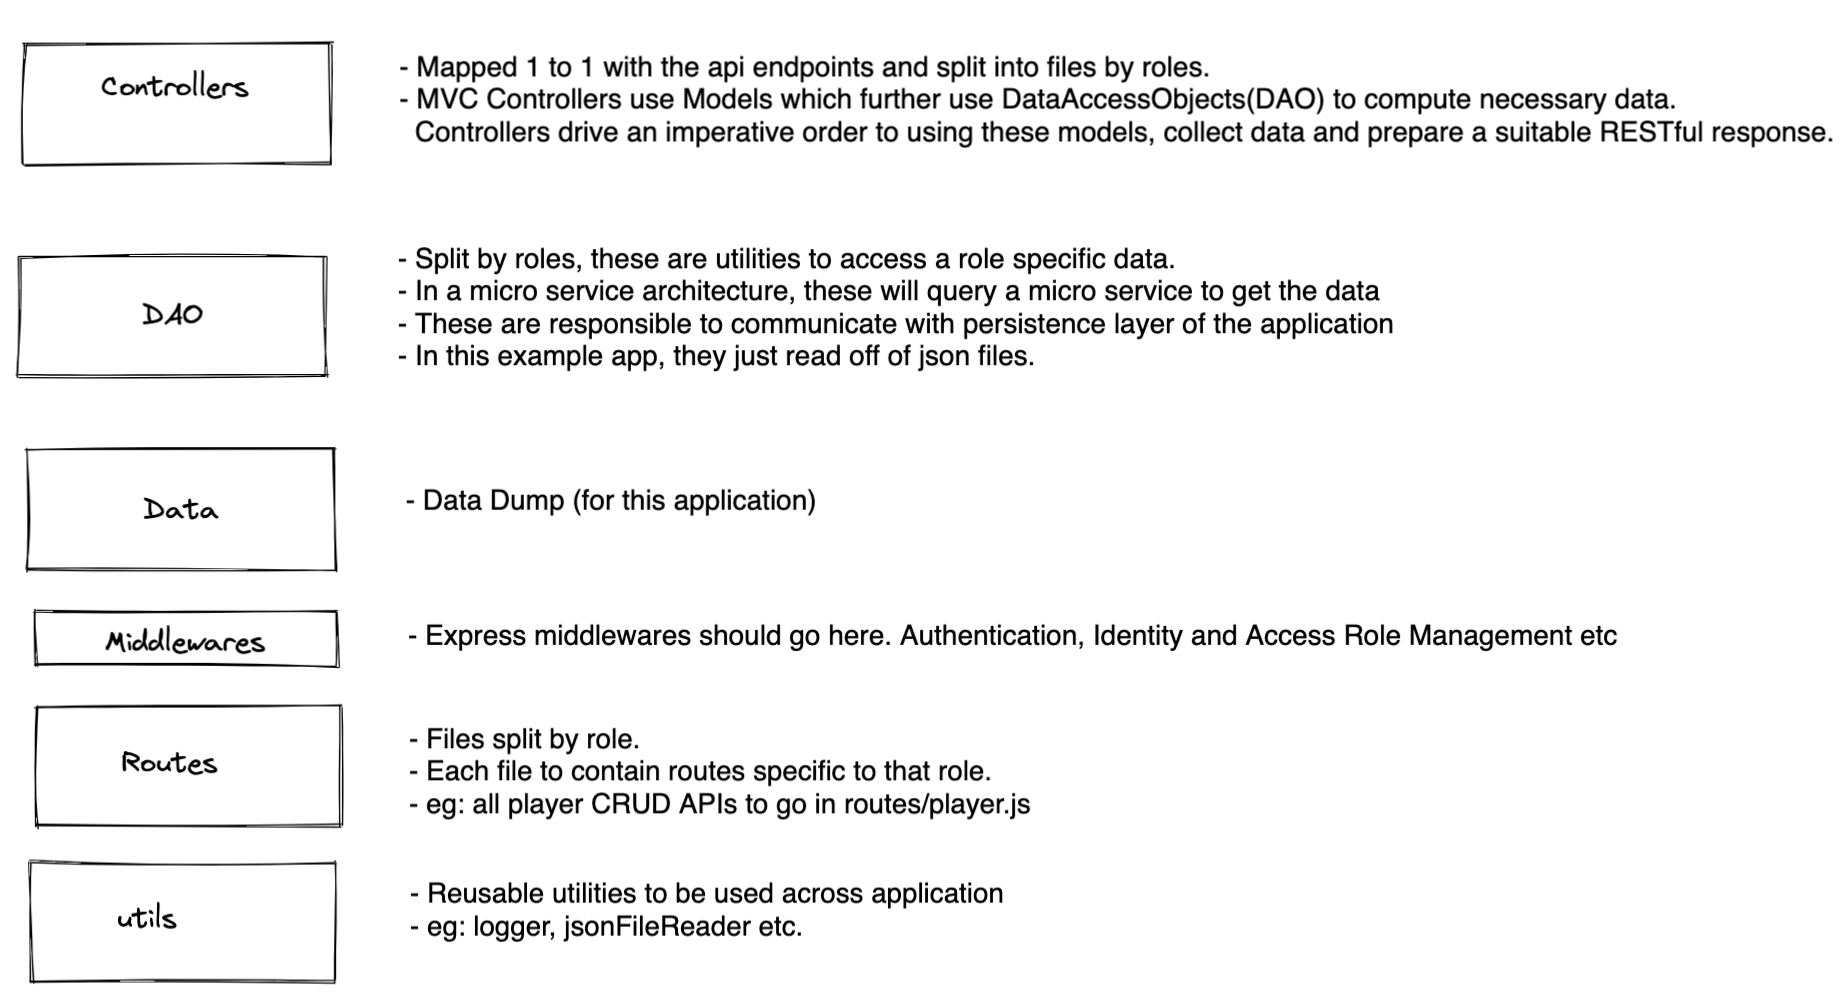 Controllers
- Mapped 1 to 1 with the api endpoints and split into files by roles.
- MVC Controllers use Models which further use DataAccessObjects(DAO) to compute necessary data.
Controllers drive an imperative order to using these models, collect data and prepare a suitable RESTful response.
DAO
- Split by roles, these are utilities to access a role specific data.
- In a micro service architecture, these will query a micro service to get the data
- These are responsible to communicate with persistence layer of the application
- In this example app, they just read off of json files.
Data
- Data Dump (for this application)
Middlewares
- Express middlewares should go here. Authentication, Identity and Access Role Management etc
Routes
- Files split by role.
- Each file to contain routes specific to that role.
- eg: all player CRUD APIs to go in routes/player.js
utils
- Reusable utilities to be used across application
- eg: logger, jsonFileReader etc.